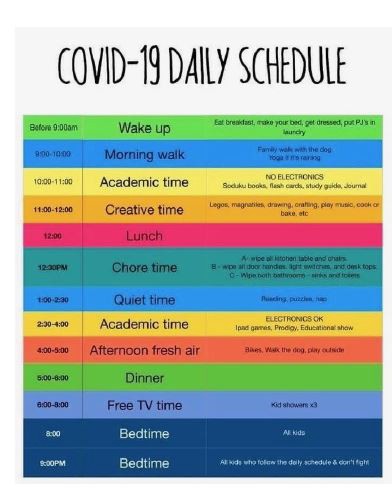 COVID-19 DAILY SCHEDULE
Before 9:00am Wake up Eat breakfast, make your bed, get dressed, put PJ's in
laundry
9:00-10:00 Morning walk Family walk with the dog
Yoga if it's raining
10:00-11:00 Academic time NO ELECTRONICS
Soduku books, flash cards, study guide, Journal
11:00-12:00 Creative time Legos, magnatiles, drawing, crafting, play music, cook or
bake, etc
12:00 Lunch
12:30PM Chore time A- wipe all kitchen table and chairs.
B - wipe all door handles, light switches, and desk tops
C - Wipe both bathrooms - sinks and toilets
1:00-2:30 Quiet time Reading, puzzles, nap
2:30-4:00 Academic time ELECTRONICS OK
Ipad games, Prodigy, Educational show
4:00-5:00 Afternoon fresh air Bikes, Walk the dog, play outside
5:00-6:00 Dinner
6:00-8:00 Free TV time Kid showers x3
8:00 Bedtime All kids
9:00PM Bedtime All kids who follow the daily schedule & don't fight